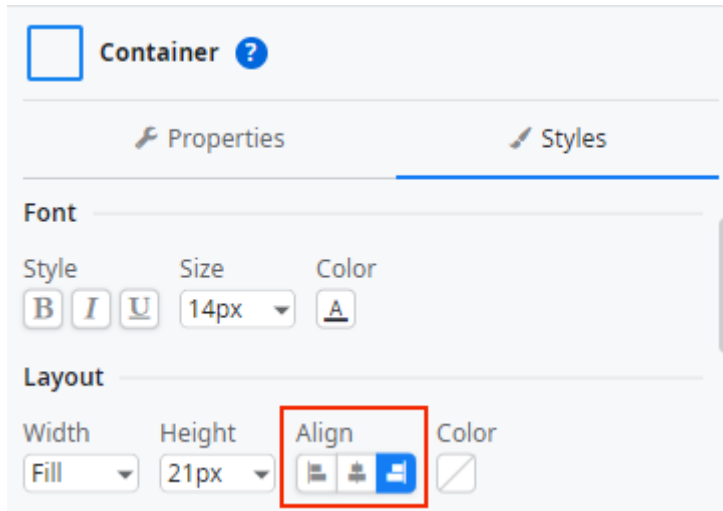 Container ?
Properties Styles
Font
Style Size Color
B I U 14px A
Layout
Width Height Align Color
Fill 21px